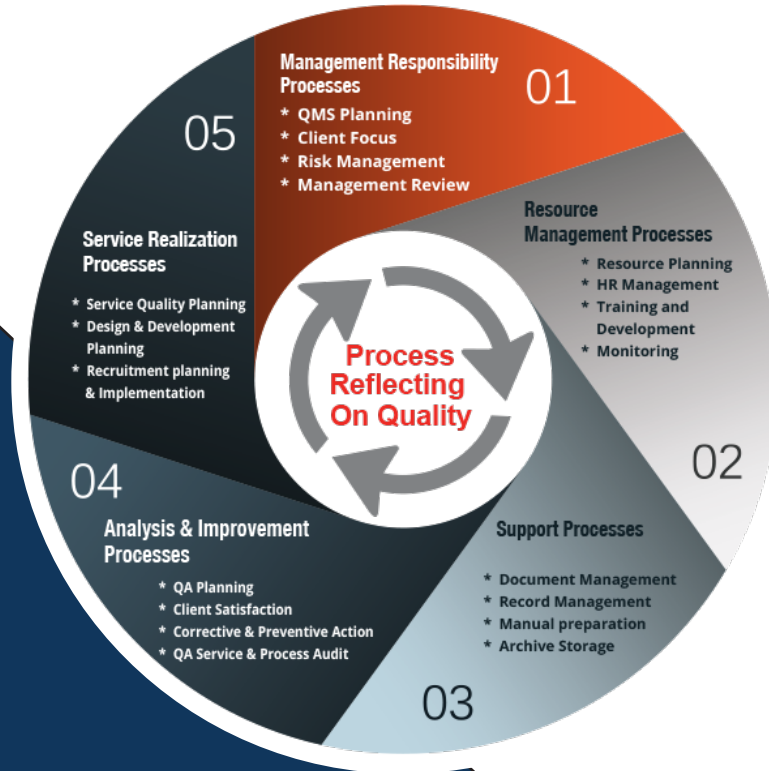 Management Responsibility
Processes
* QMS Planning
* Client Focus
* Risk Management
* Management Review
01
Resource
Management Processes
* Resource Planning
* HR Management
* Training and
Development
* Monitoring
02
Support Processes
* Document Management
* Record Management
* Manual preparation
* Archive Storage
03
04
Analysis & Improvement
Processes
* QA Planning
* Client Satisfaction
* Corrective & Preventive Action
* QA Service & Process Audit
05
Service Realization
Processes
* Service Quality Planning
* Design & Development
Planning
* Recruitment planning
& Implementation
Process
Reflecting
On Quality